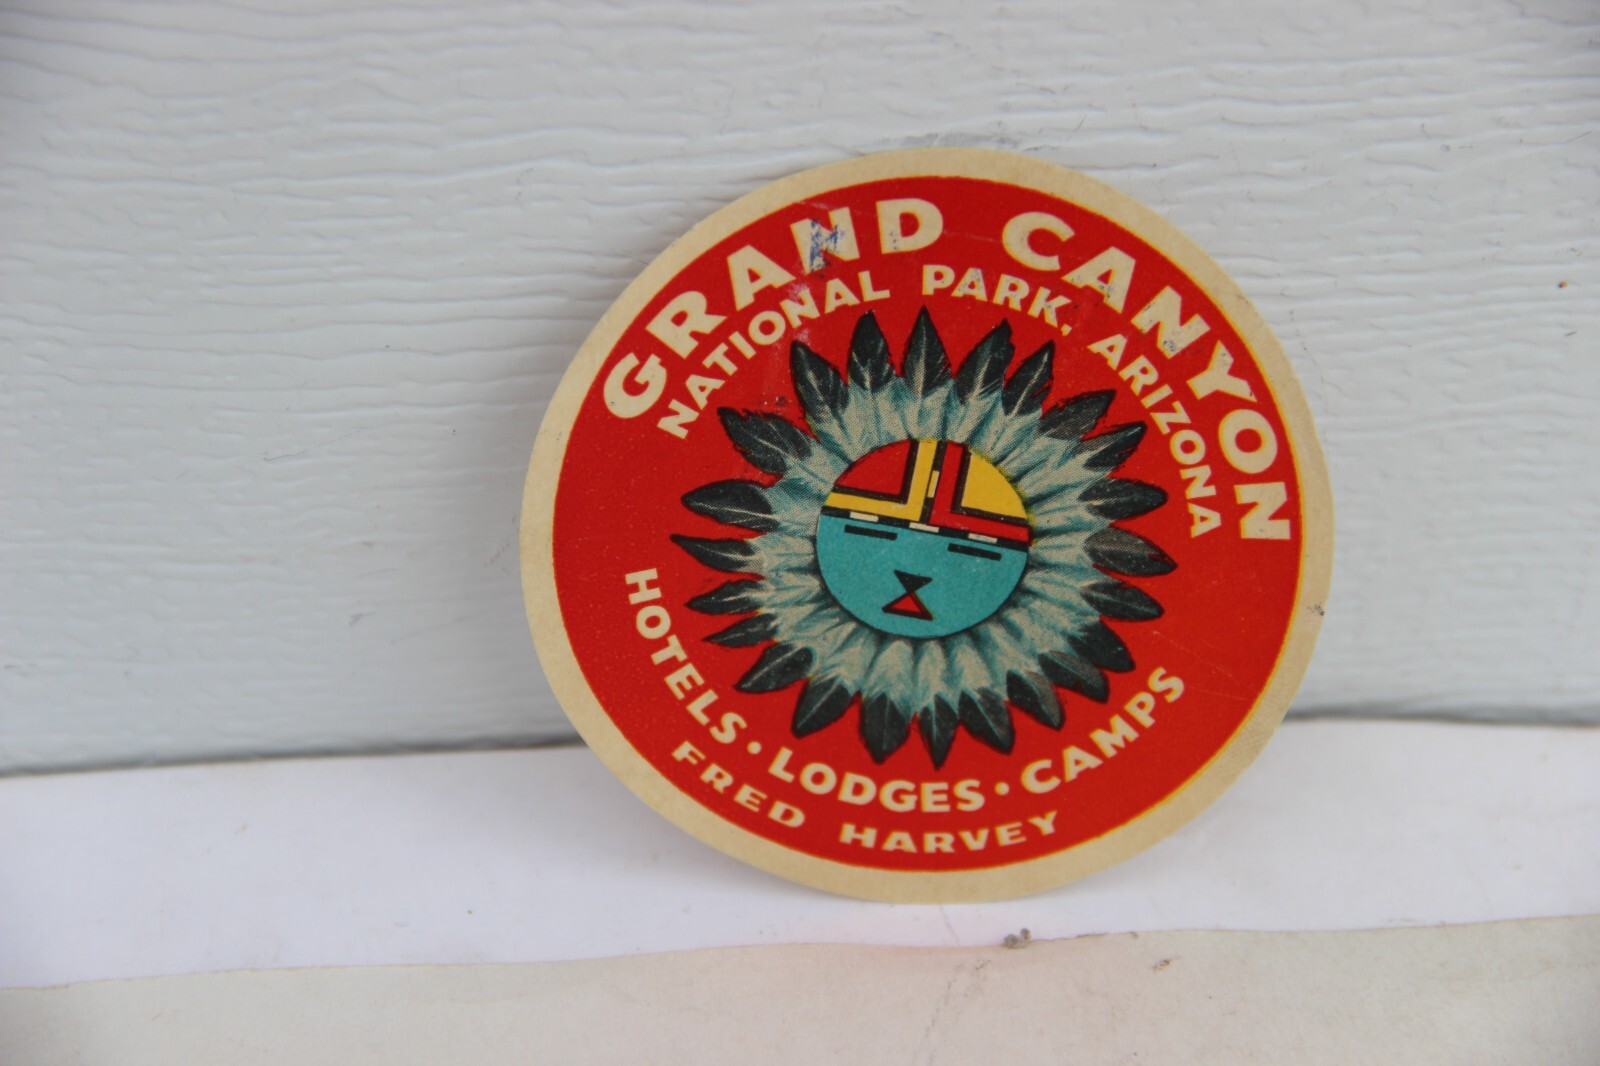 GRAND CANYON
NATIONAL PARK, ARIZONA
HOTELS · LODGES · CAMPS
FRED HARVEY